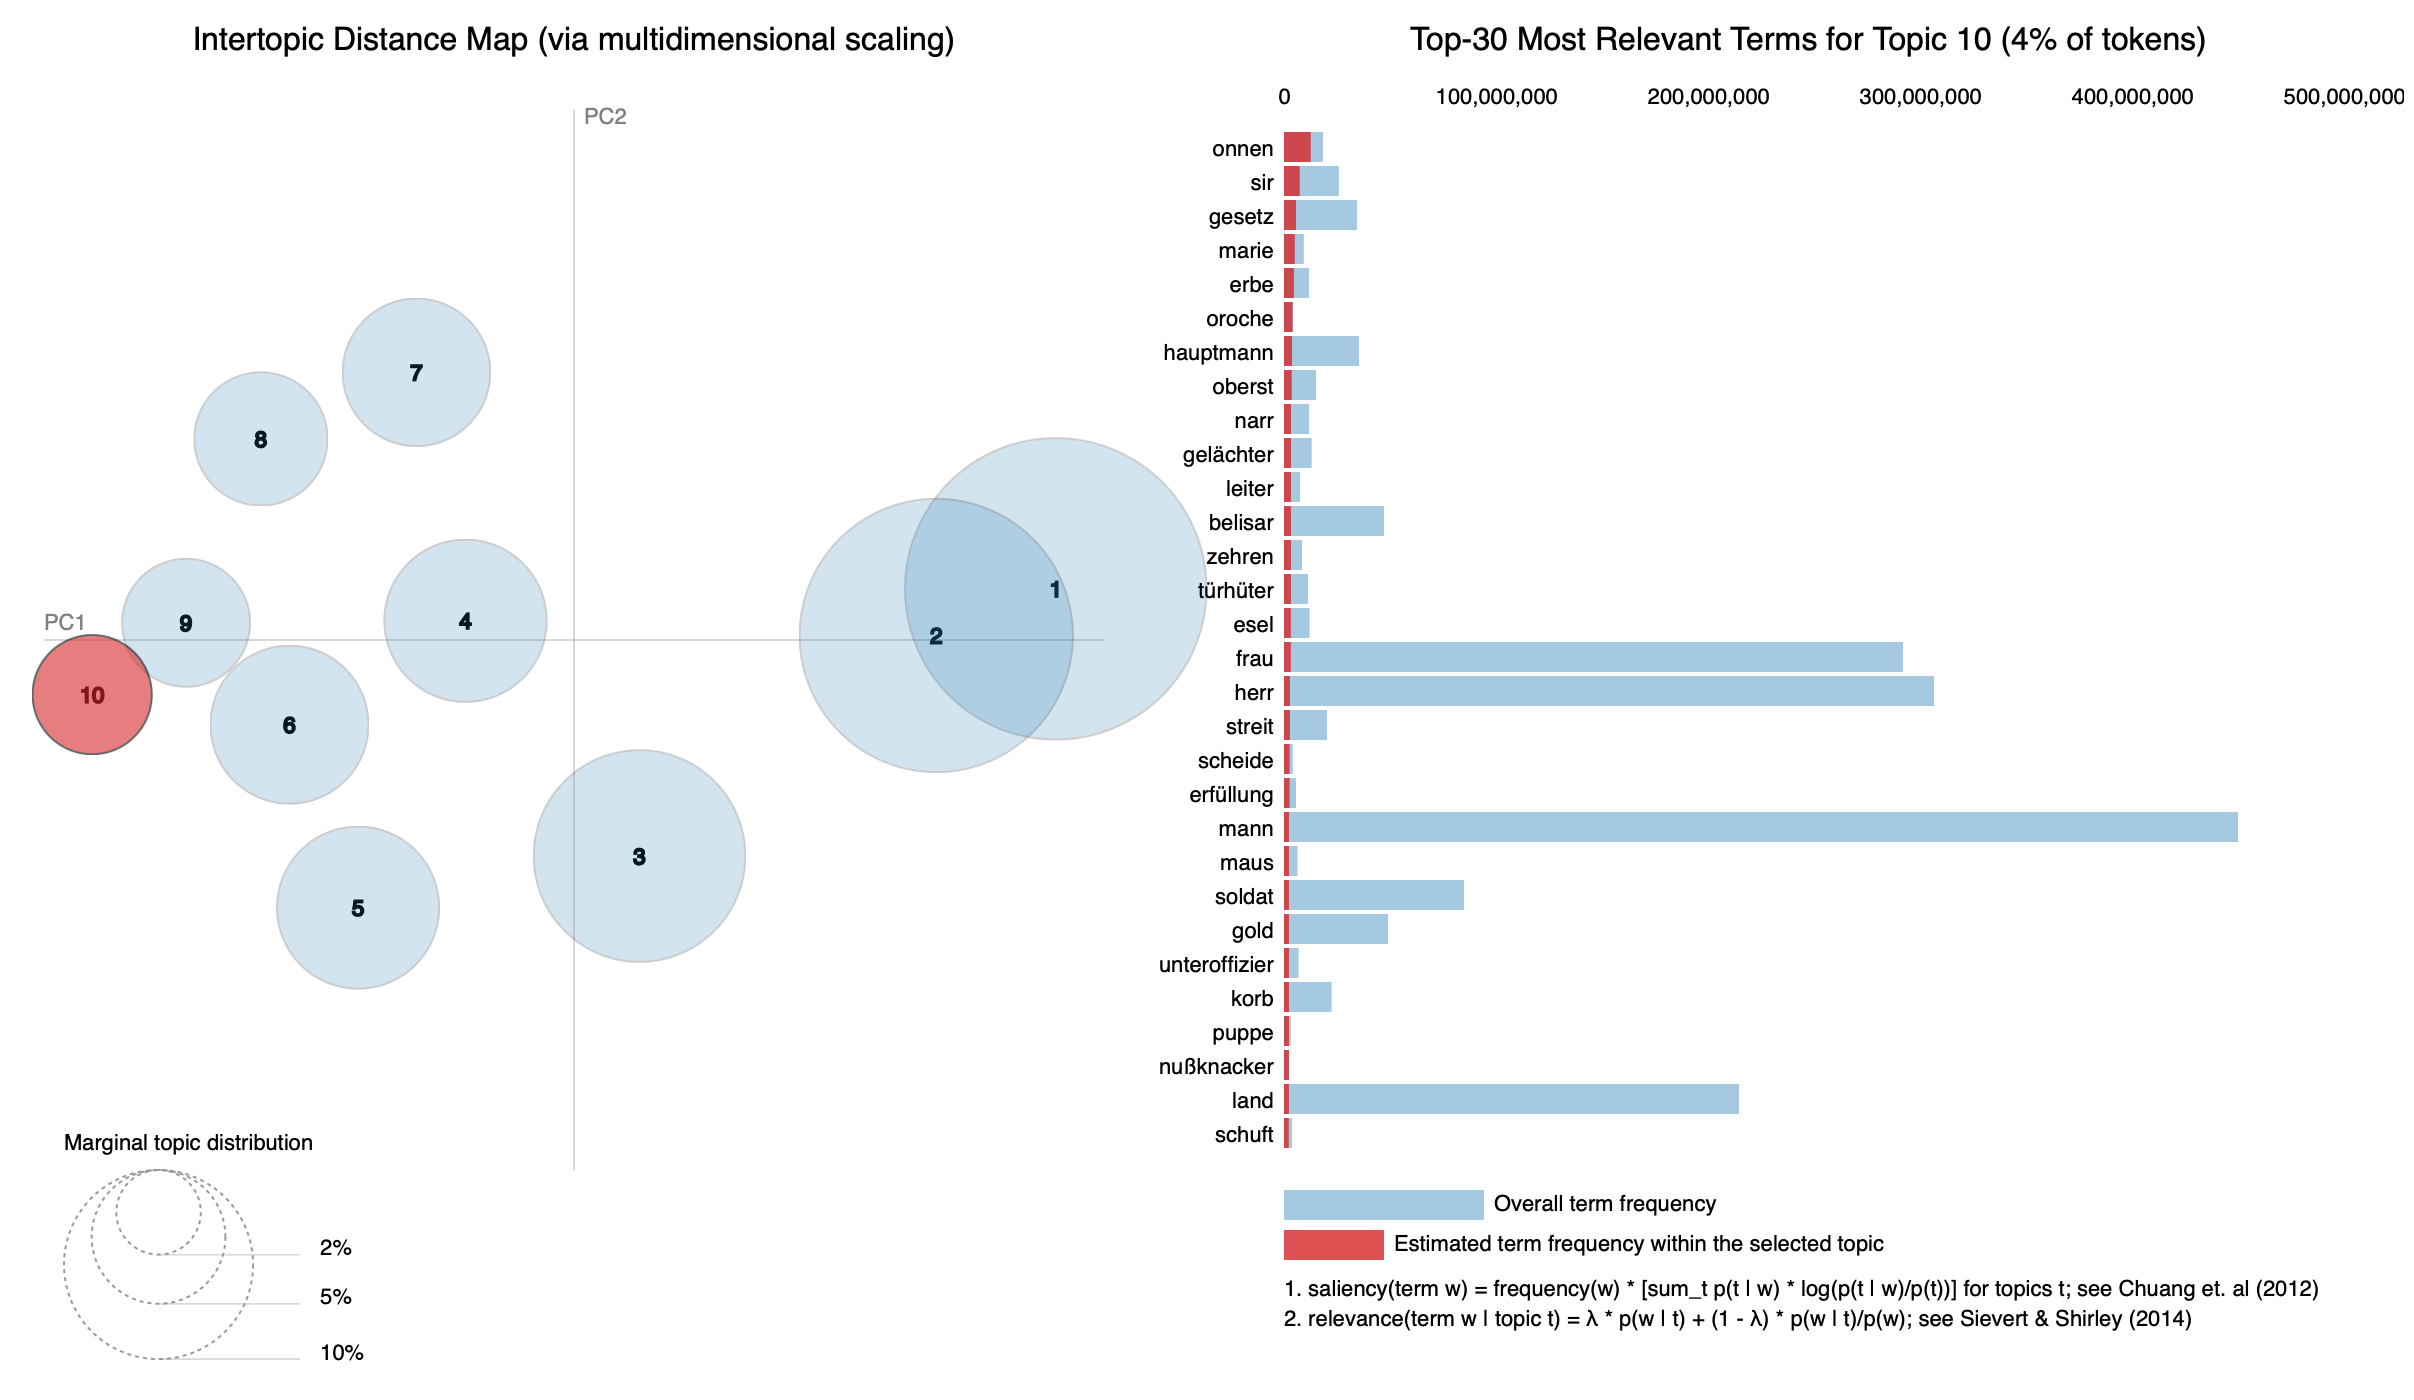 Intertopic Distance Map (via multidimensional scaling)
PC2
PC1
7
8
9
4
10
6
5
3
2
1
Marginal topic distribution
2%
5%
10%
Top-30 Most Relevant Terms for Topic 10 (4% of tokens)
0 100,000,000 200,000,000 300,000,000 400,000,000 500,000,000
onnen
sir
gesetz
marie
erbe
oroche
hauptmann
oberst
narr
gelächter
leiter
belisar
zehren
türhüter
esel
frau
herr
streit
scheide
erfüllung
mann
maus
soldat
gold
unteroffizier
korb
puppe
nußknacker
land
schuft
Overall term frequency
Estimated term frequency within the selected topic
1. saliency(term w) = frequency(w) * [sum_t p(t | w) * log(p(t | w)/p(t))] for topics t; see Chuang et. al (2012)
2. relevance(term w | topic t) = λ * p(w | t) + (1 - λ) * p(w | t)/p(w); see Sievert & Shirley (2014)